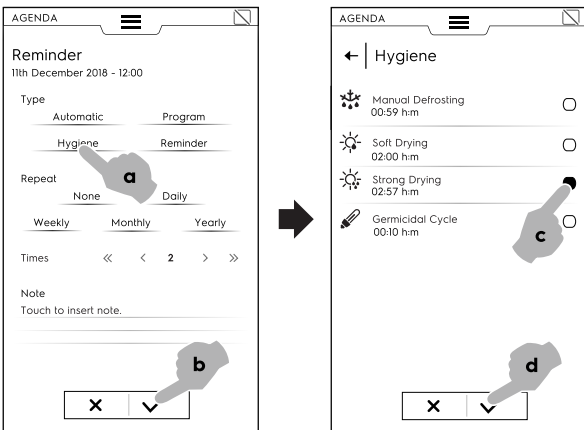 AGENDA
Reminder
11th December 2018 - 12:00
Type
Automatic Program
Hygiene Reminder
a
Repeat
None Daily
Weekly Monthly Yearly
Times « < 2 > »
Note
Touch to insert note.
b
AGENDA
Hygiene
Manual Defrosting
00:59 h:m
Soft Drying
02:00 h:m
Strong Drying
02:57 h:m
Germicidal Cycle
00:10 h:m
c
d